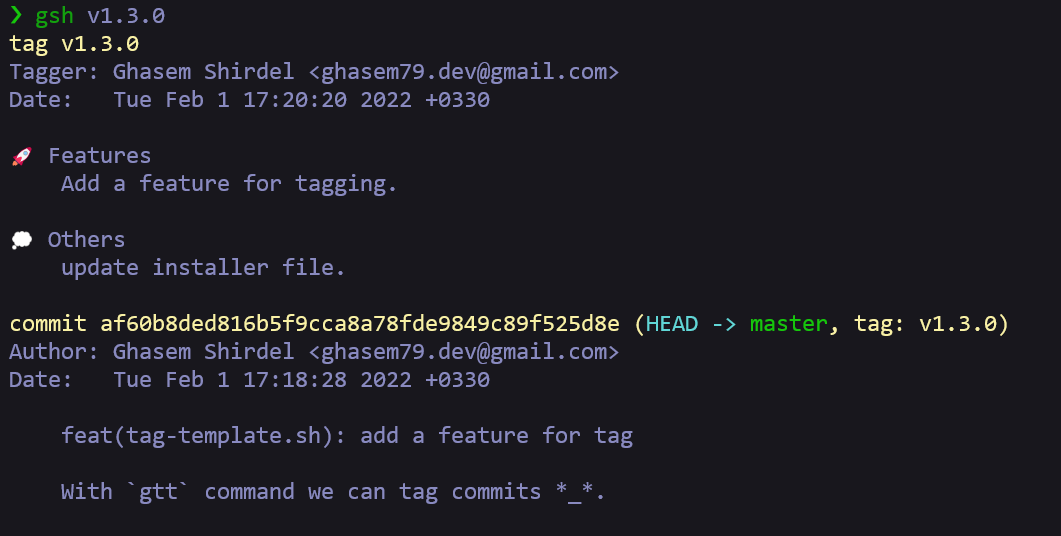 ❯ gsh v1.3.0
tag v1.3.0
Tagger: Ghasem Shirdel <ghasem79.dev@gmail.com>
Date:   Tue Feb 1 17:20:20 2022 +0330
🚀 Features
    Add a feature for tagging.
💭 Others
    update installer file.
commit af60b8ded816b5f9cca8a78fde9849c89f525d8e (HEAD -> master, tag: v1.3.0)
Author: Ghasem Shirdel <ghasem79.dev@gmail.com>
Date:   Tue Feb 1 17:18:28 2022 +0330
    feat(tag-template.sh): add a feature for tag
    With `gtt` command we can tag commits *_*.